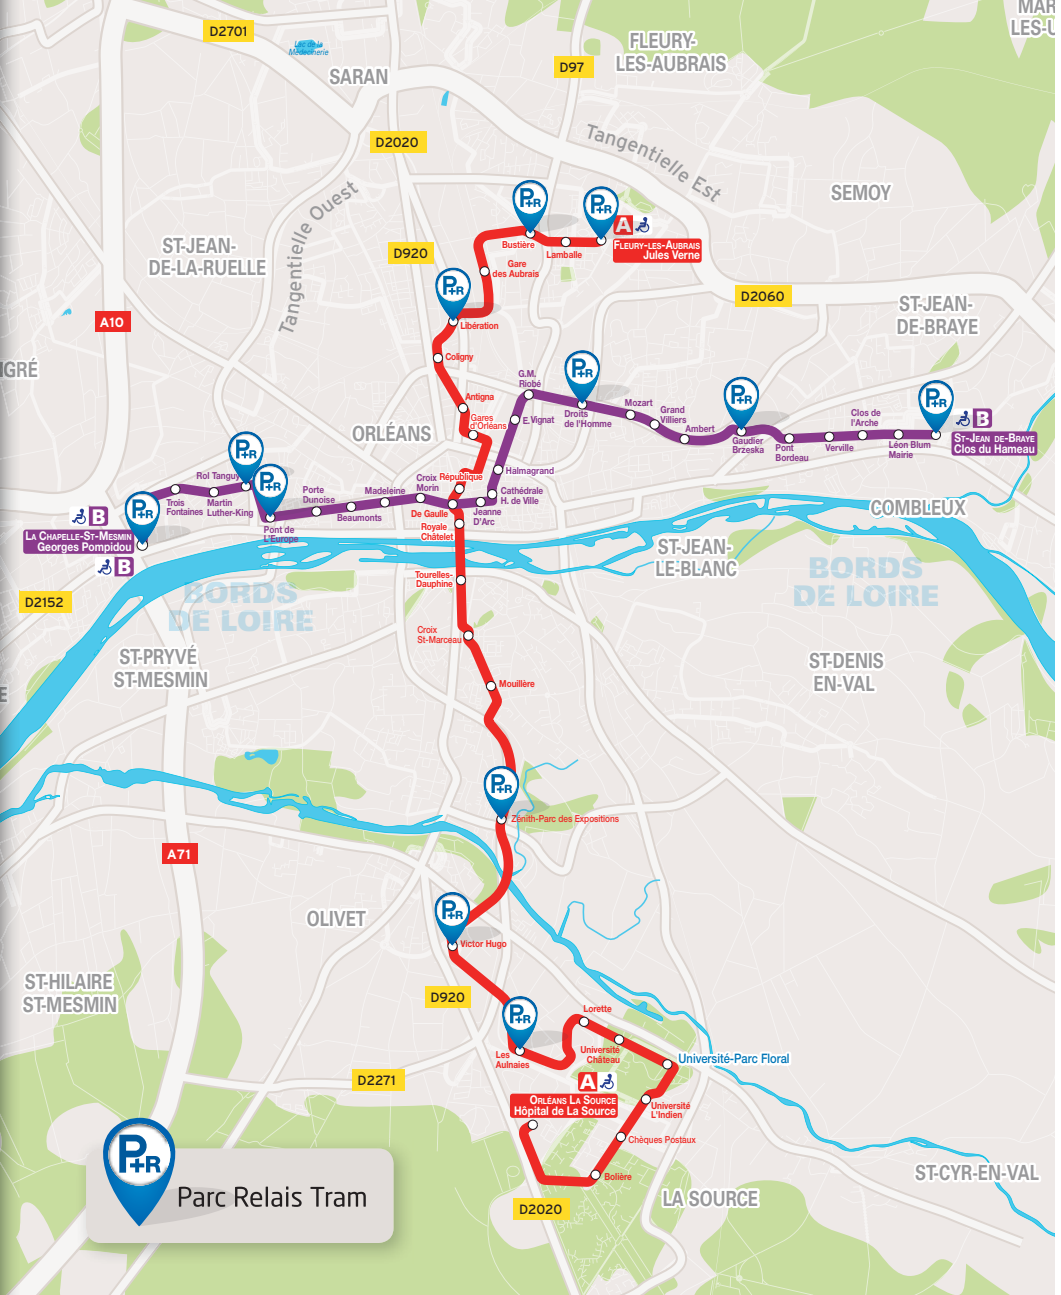 MAR
LES-U
D2701
FLEURY-
LES-AUBRAIS
Lac de la
Médecinerie
D97
SARAN
D2020
Tangentielle Est
Tangentielle Ouest
SEMOY
P+R
P+R
A
Bustière
Lamballe
FLEURY-LES-AUBRAIS
Jules Verne
ST-JEAN-
DE-LA-RUELLE
D920
Gare
des Aubrais
P+R
D2060
ST-JEAN-
DE-BRAYE
A10
Libération
IGRÉ
Coligny
P+R
G.M.
Riobé
P+R
P+R
Antigna
Mozart
Grand
Villiers
Clos de
l'Arche
B
Gares
d'Orléans
E. Vignat
Droits
de l'Homme
Ambert
ORLÉANS
Gaudier
Brzeska
Pont
Bordeau
Verville
Léon Blum
Mairie
ST-JEAN DE-BRAYE
Clos du Hameau
P+R
P+R
P+R
Rol Tanguy
Halmagrand
République
Croix
Morin
Trois
Fontaines
Martin
Luther-King
Porte
Dunoise
Madeleine
Beaumonts
Cathédrale
H. de Ville
De Gaulle
Jeanne
D'Arc
COMBLEUX
B
LA CHAPELLE-ST-MESMIN
Georges Pompidou
B
Pont de
L'Europe
Royale
Châtelet
ST-JEAN-
LE-BLANC
BORDS
DE LOIRE
BORDS
DE LOIRE
D2152
Tourelles-
Dauphine
Croix
St-Marceau
ST-PRYVÉ
ST-MESMIN
ST-DENIS
EN-VAL
E
Mouillère
P+R
Zénith-Parc des Expositions
A71
P+R
OLIVET
Victor Hugo
ST-HILAIRE
ST-MESMIN
D920
P+R
Lorette
Les
Aulnaies
Université
Château
Université-Parc Floral
D2271
A
ORLÉANS LA SOURCE
Hôpital de La Source
Université
L'Indien
Chèques Postaux
P+R
Parc Relais Tram
Bolière
ST-CYR-EN-VAL
LA SOURCE
D2020